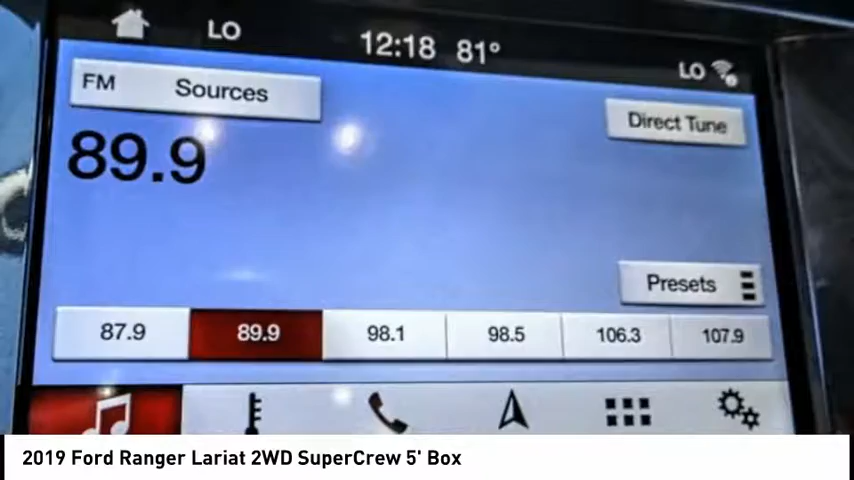 LO 12:18 81° LO
FM Sources
Direct Tune
89.9
Presets
87.9 89.9 98.1 98.5 106.3 107.9
2019 Ford Ranger Lariat 2WD SuperCrew 5' Box